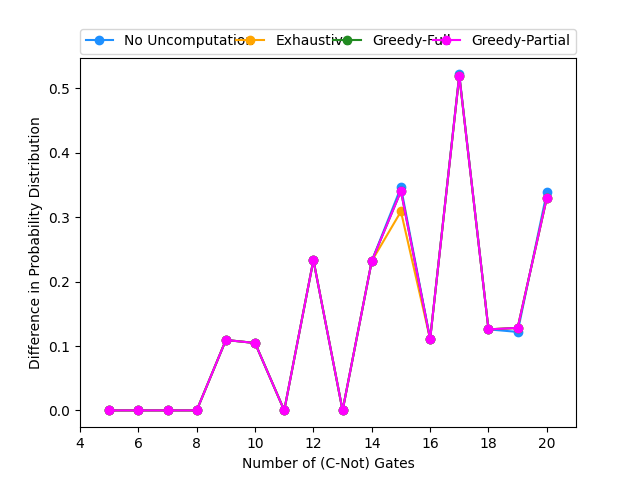 No Uncomputation Exhaustive Greedy-Full Greedy-Partial
Difference in Probability Distribution
0.5
0.4
0.3
0.2
0.1
0.0
4 6 8 10 12 14 16 18 20
Number of (C-Not) Gates